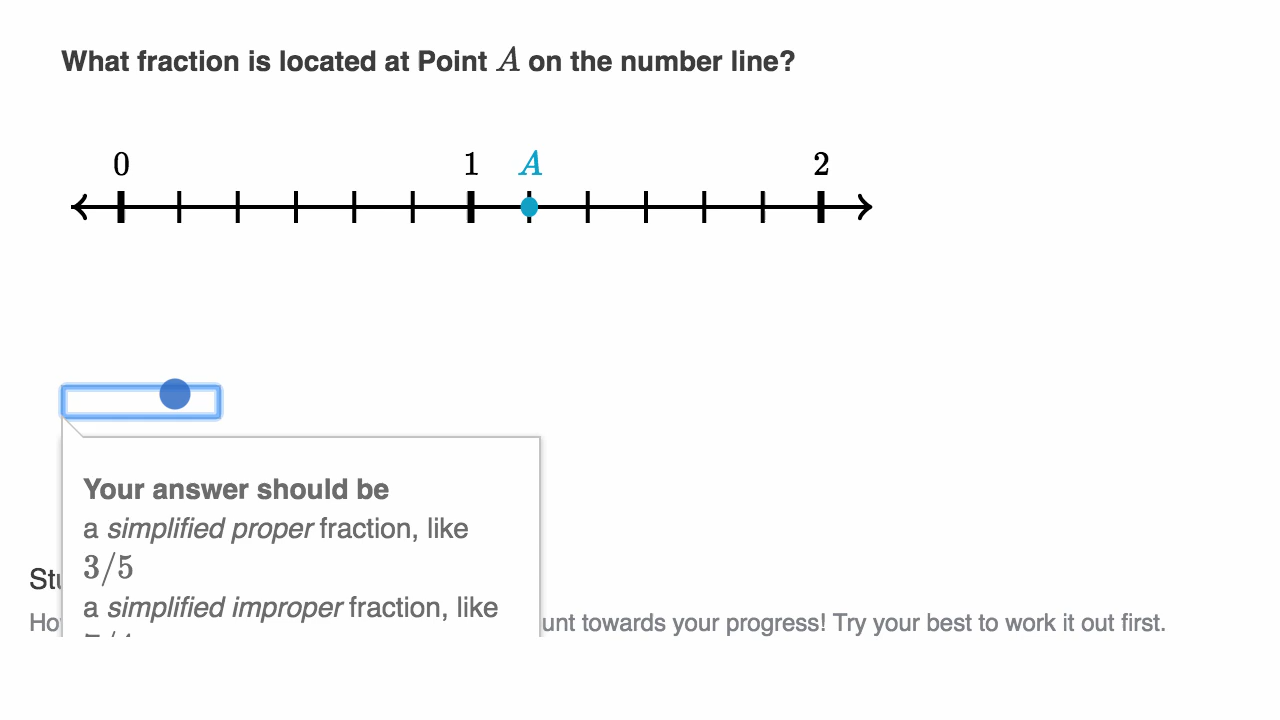 What fraction is located at Point A on the number line?
0 1 A 2
Your answer should be
a simplified proper fraction, like
3/5
a simplified improper fraction, like
Stu
Ho unt towards your progress! Try your best to work it out first.